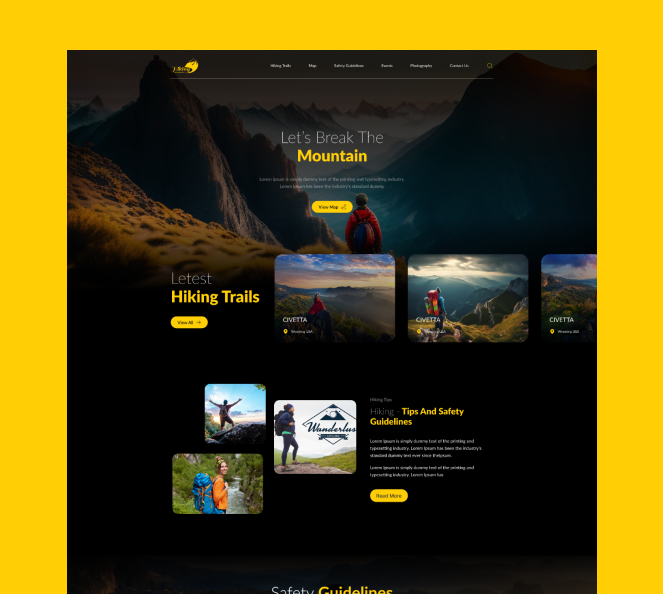 Hiking Trails Map Safety Guidelines Events Photography Contact Us
Let's Break The
Mountain
Lorem Ipsum is simply dummy text of the printing and typesetting industry.
Lorem Ipsum has been the industry's standard dummy.
View Map
Letest
Hiking Trails
View All
CIVETTA
Wyoming USA
CIVETTA
Wyoming USA
CIVETTA
Wyoming USA
Wanderlus
Hiking Tips
Hiking - Tips And Safety
Guidelines
Lorem Ipsum is simply dummy text of the printing and
typesetting industry. Lorem Ipsum has been the industry's
standard dummy text ever since
Lorem Ipsum is simply dummy text of the printing and
typesetting industry. Lorem Ipsum has
Read More
Safety Guidelines